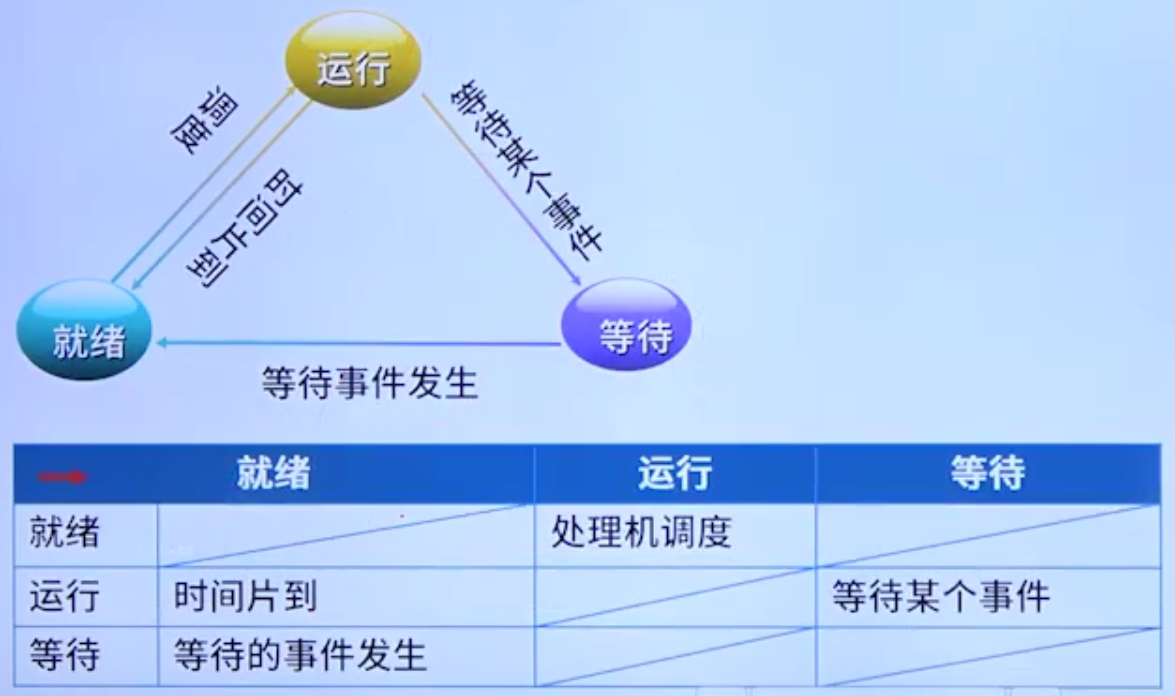 运行
调度
时间片到
等待某个事件
就绪
等待
等待事件发生
就绪 运行 等待
就绪 处理机调度
运行 时间片到 等待某个事件
等待 等待的事件发生